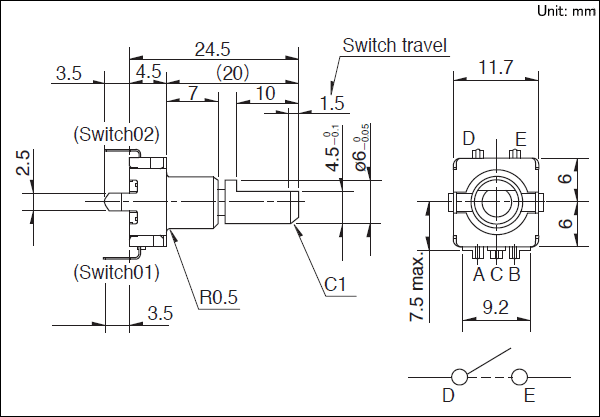 Unit: mm
24.5
Switch travel
3.5
4.5
(20)
11.7
7
10
1.5
(Switch02)
D
E
2.5
4.5 0 -0.1
ø6 0 -0.05
6
6
(Switch01)
A C B
R0.5
C1
7.5 max.
3.5
9.2
D
E